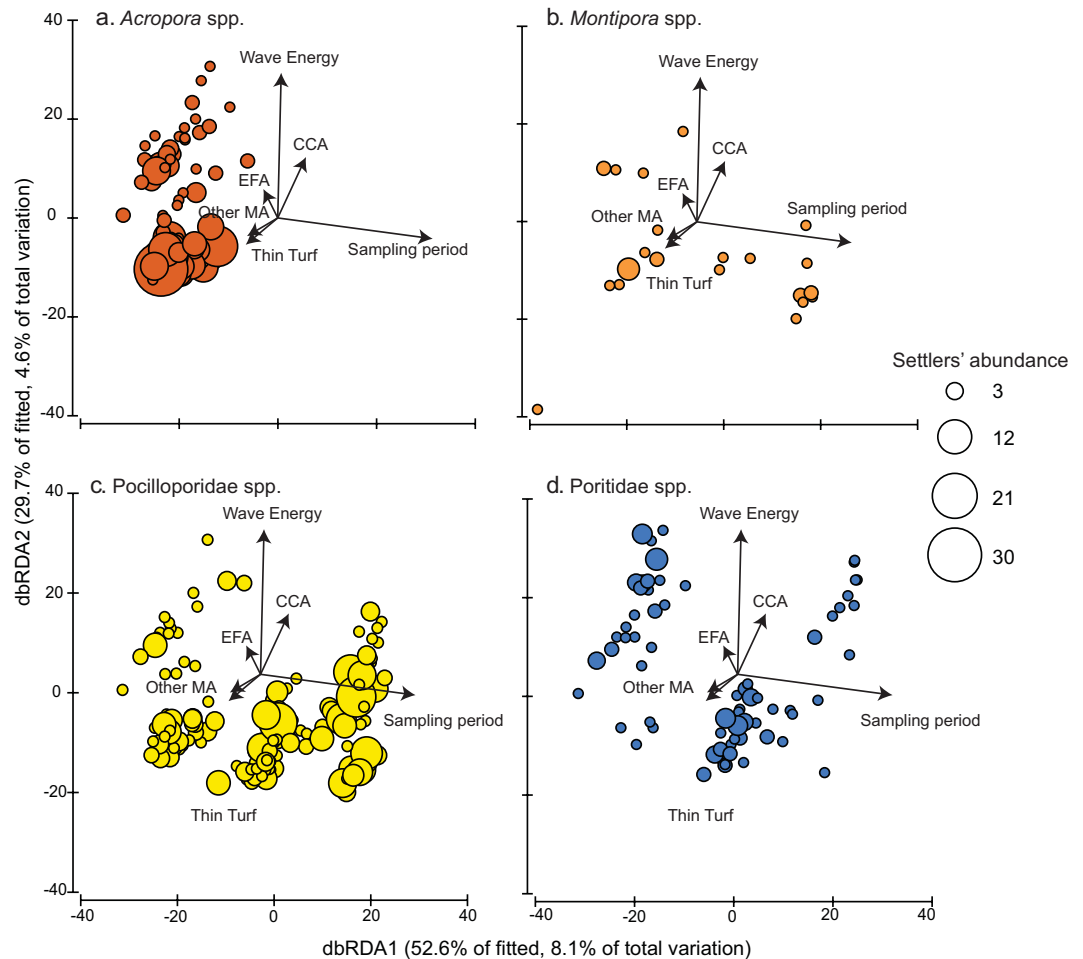 a. Acropora spp.
b. Montipora spp.
40
20
0
-20
-40
Wave Energy
CCA
EFA
Other MA
Thin Turf
Sampling period
Wave Energy
CCA
EFA
Other MA
Thin Turf
Sampling period
Settlers' abundance
3
12
21
30
dbRDA2 (29.7% of fitted, 4.6% of total variation)
c. Pocilloporidae spp.
d. Poritidae spp.
40
20
0
-20
-40
Wave Energy
CCA
EFA
Other MA
Sampling period
Thin Turf
Wave Energy
CCA
EFA
Other MA
Sampling period
Thin Turf
-40
-20
0
20
40
-40
-20
0
20
40
dbRDA1 (52.6% of fitted, 8.1% of total variation)